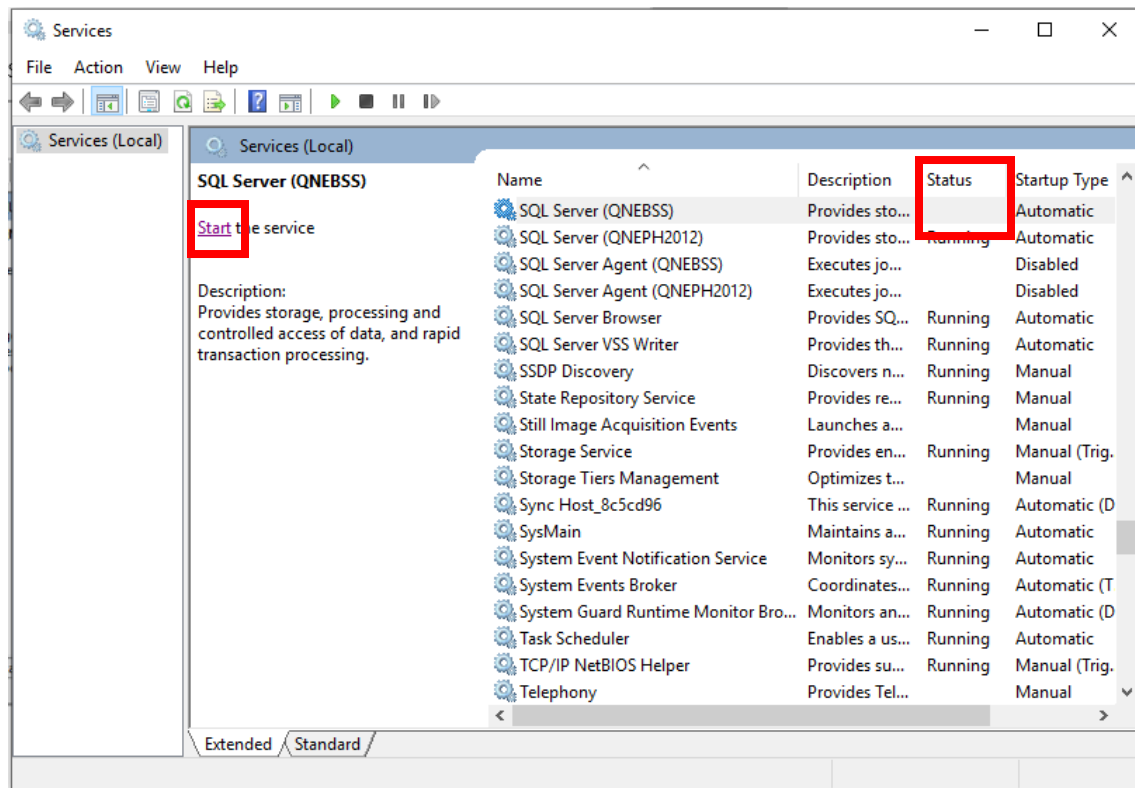 Services
File Action View Help
Services (Local)
Services (Local)
SQL Server (QNEBSS)
Start the service
Description:
Provides storage, processing and
controlled access of data, and rapid
transaction processing.
Name Description Status Startup Type
SQL Server (QNEBSS) Provides sto... Automatic
SQL Server (QNEPH2012) Provides sto... Running Automatic
SQL Server Agent (QNEBSS) Executes jo... Disabled
SQL Server Agent (QNEPH2012) Executes jo... Disabled
SQL Server Browser Provides SQ... Running Automatic
SQL Server VSS Writer Provides th... Running Automatic
SSDP Discovery Discovers n... Running Manual
State Repository Service Provides re... Running Manual
Still Image Acquisition Events Launches a... Manual
Storage Service Provides en... Running Manual (Trig.
Storage Tiers Management Optimizes t... Manual
Sync Host_8c5cd96 This service ... Running Automatic (D
SysMain Maintains a... Running Automatic
System Event Notification Service Monitors sy... Running Automatic
System Events Broker Coordinates... Running Automatic (T
System Guard Runtime Monitor Bro... Monitors an... Running Automatic (D
Task Scheduler Enables a us... Running Automatic
TCP/IP NetBIOS Helper Provides su... Running Manual (Trig.
Telephony Provides Tel... Manual
Extended Standard